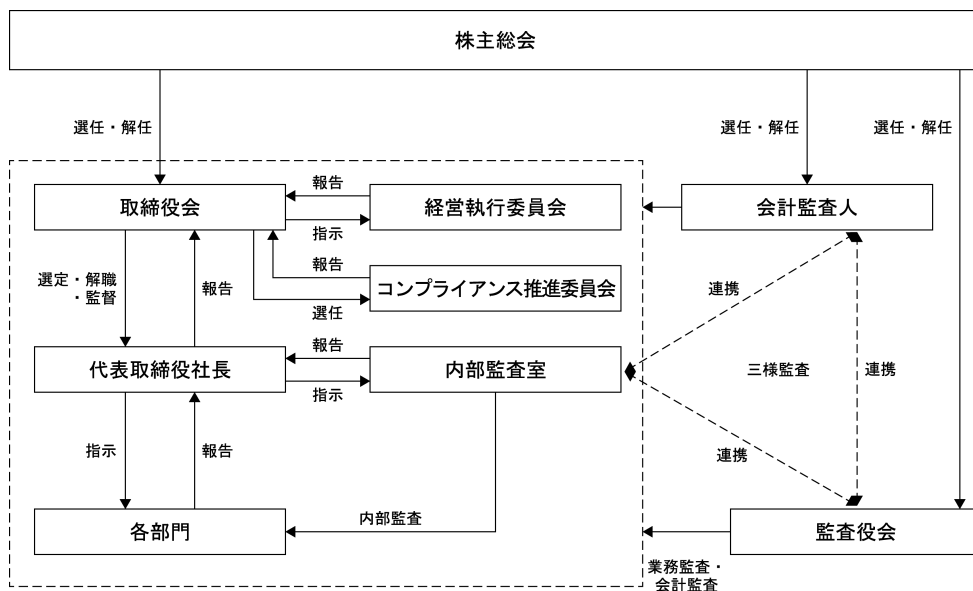 株主総会
選任・解任
選任・解任
選任・解任
取締役会
報告
指示
経営執行委員会
会計監査人
選定・解職
・監督
報告
報告
選任
コンプライアンス推進委員会
連携
代表取締役社長
報告
指示
内部監査室
三様監査
連携
指示
報告
連携
各部門
内部監査
監査役会
業務監査・
会計監査